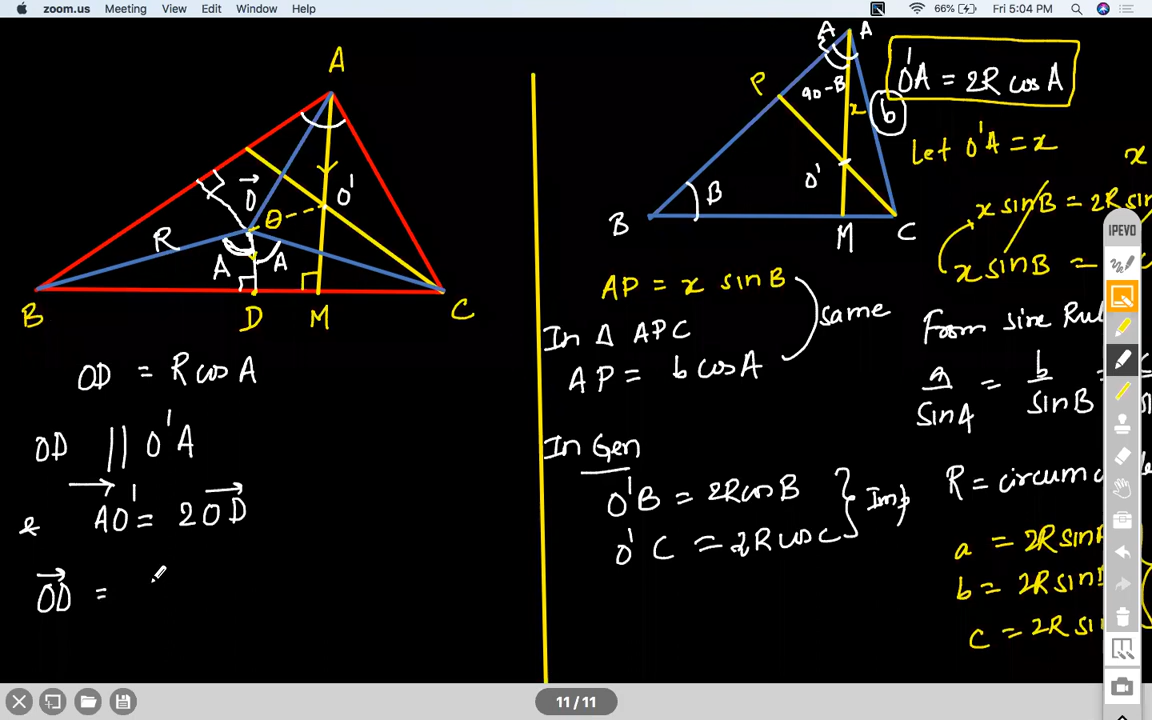 zoom.us Meeting View Edit Window Help 66% Fri 5:04 PM
A
O'
O
θ
R
A A
B D M C
OD = R cos A
OD || O'A
& AO' = 2OD
OD =
A A
P 90-B x b
O'
B B M C
AP = x sin B
In Δ APC
AP = b cos A
same
In Gen
O'B = 2R cos B
O'C = 2R cos C
Imp
O'A = 2R cos A
Let O'A = x
x
x sin B = 2R sin
x sin B =
From sine Rul
a/sin A = b/sin B =
R = circum c
a = 2R sin A
b = 2R sin
c = 2R si
IPEVO
11/11